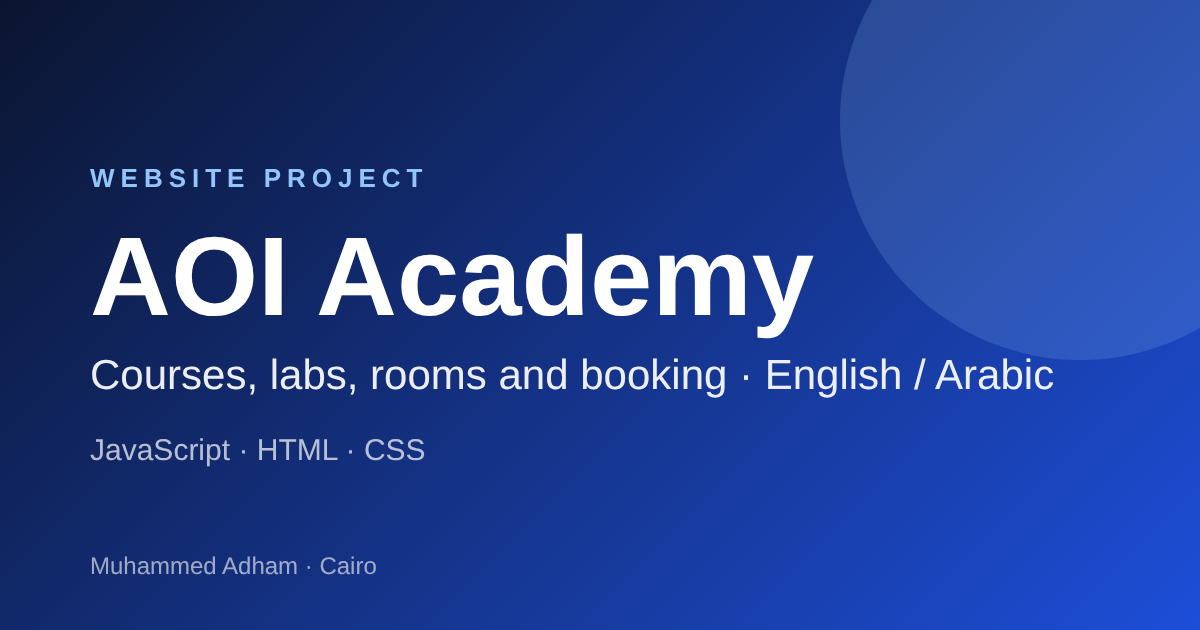 WEBSITE PROJECT
AOI Academy
Courses, labs, rooms and booking · English / Arabic
JavaScript · HTML · CSS
Muhammed Adham · Cairo